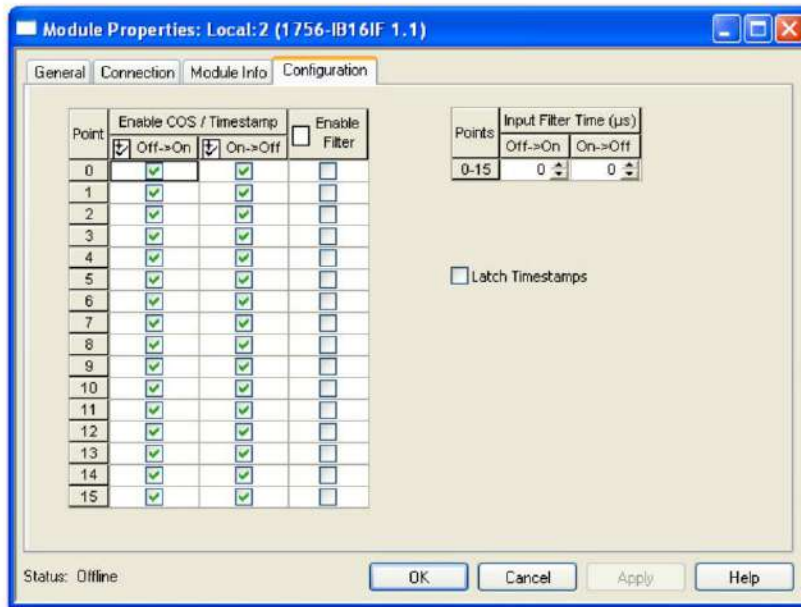 Module Properties: Local:2 (1756-IB16IF 1.1)
General Connection Module Info Configuration
Point Enable COS / Timestamp Enable Filter
Off->On On->Off
0
1
2
3
4
5
6
7
8
9
10
11
12
13
14
15
Points Input Filter Time (µs)
Off->On On->Off
0-15 0 0
Latch Timestamps
Status: Offline
OK Cancel Apply Help